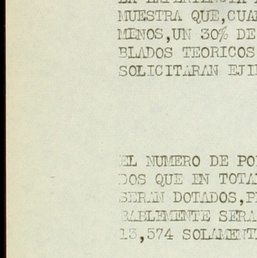 MUESTRA QUE,CUA
MENOS,UN 30% DE
BLADOS TEORICOS
SOLICITARAN EJI
EL NUMERO DE PO
DOS QUE EN TOTA
SERAN DOTADOS,P
BABLEMENTE SERA
13,574 SOLAMENT